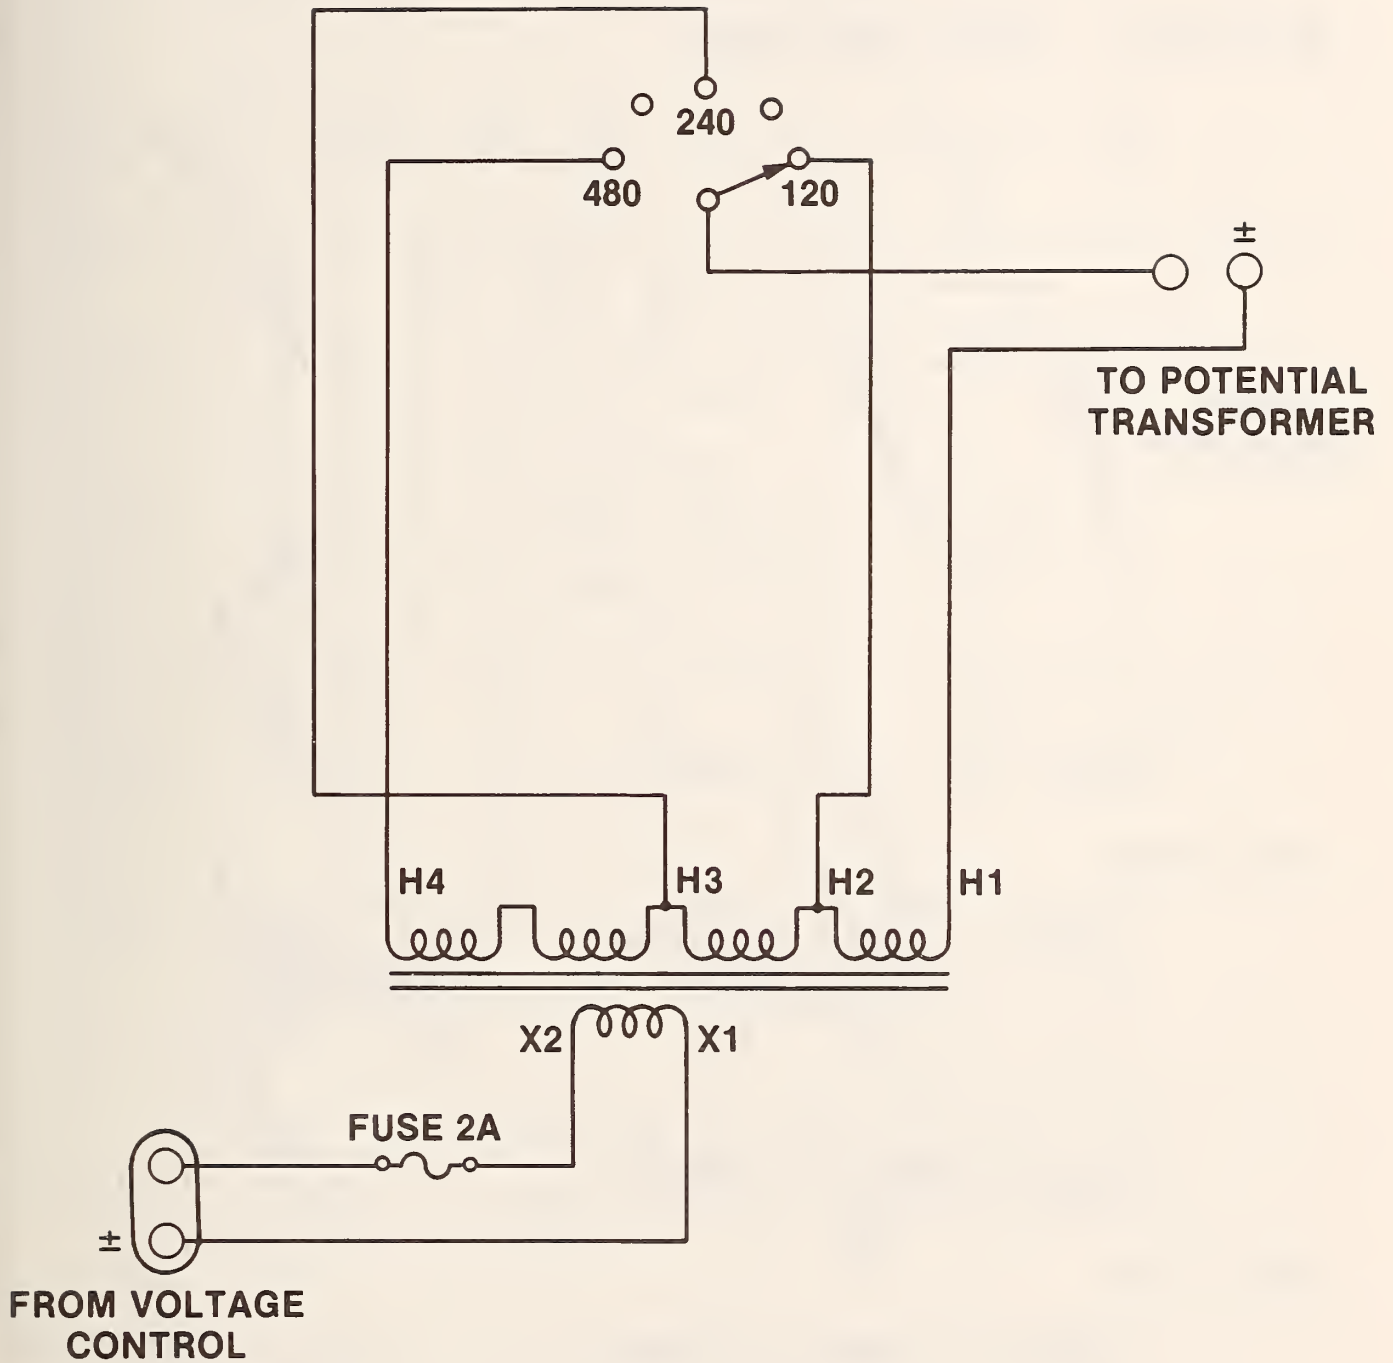 240
480
120
±
TO POTENTIAL
TRANSFORMER
H4
H3
H2
H1
X2
X1
FUSE 2A
±
FROM VOLTAGE
CONTROL